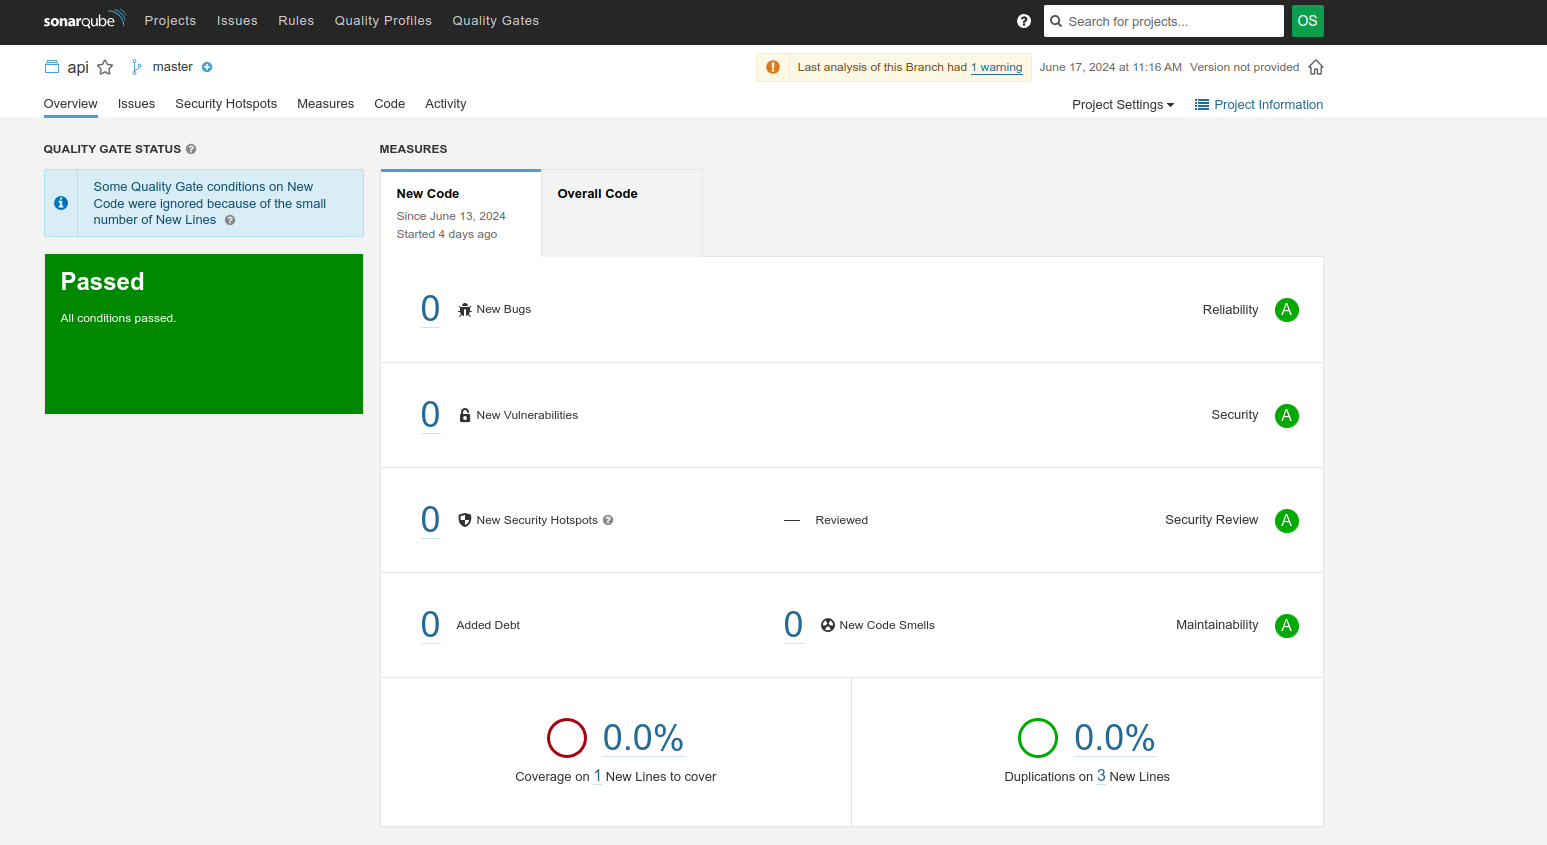 sonarqube Projects Issues Rules Quality Profiles Quality Gates ? Search for projects... OS
api master Last analysis of this Branch had 1 warning June 17, 2024 at 11:16 AM Version not provided
Overview Issues Security Hotspots Measures Code Activity Project Settings Project Information
QUALITY GATE STATUS ?
Some Quality Gate conditions on New
Code were ignored because of the small
number of New Lines ?
Passed
All conditions passed.
MEASURES
New Code
Since June 13, 2024
Started 4 days ago
Overall Code
0 New Bugs Reliability A
0 New Vulnerabilities Security A
0 New Security Hotspots ? — Reviewed Security Review A
0 Added Debt 0 New Code Smells Maintainability A
0.0%
Coverage on 1 New Lines to cover
0.0%
Duplications on 3 New Lines